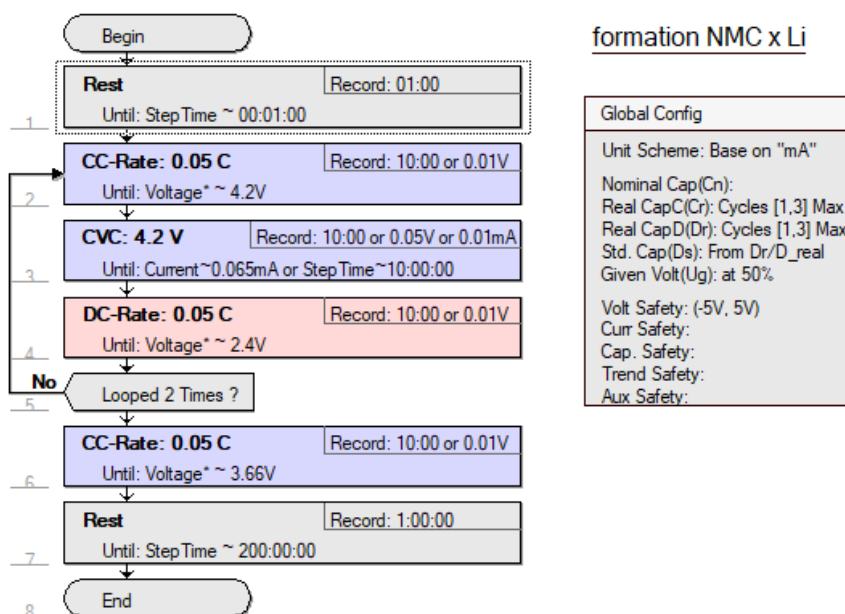 Begin
Rest
Record: 01:00
Until: StepTime ~ 00:01:00
1
CC-Rate: 0.05 C
Record: 10:00 or 0.01V
Until: Voltage* ~ 4.2V
2
CVC: 4.2 V
Record: 10:00 or 0.05V or 0.01mA
Until: Current~0.065mA or StepTime~10:00:00
3
DC-Rate: 0.05 C
Record: 10:00 or 0.01V
Until: Voltage* ~ 2.4V
4
No
Looped 2 Times ?
5
CC-Rate: 0.05 C
Record: 10:00 or 0.01V
Until: Voltage* ~ 3.66V
6
Rest
Record: 1:00:00
Until: StepTime ~ 200:00:00
7
End
8
formation NMC x Li
Global Config
Unit Scheme: Base on "mA"
Nominal Cap(Cn):
Real CapC(Cr): Cycles [1,3] Max
Real CapD(Dr): Cycles [1,3] Max
Std. Cap(Ds): From Dr/D_real
Given Volt(Ug): at 50%
Volt Safety: (-5V, 5V)
Curr Safety:
Cap. Safety:
Trend Safety:
Aux Safety: